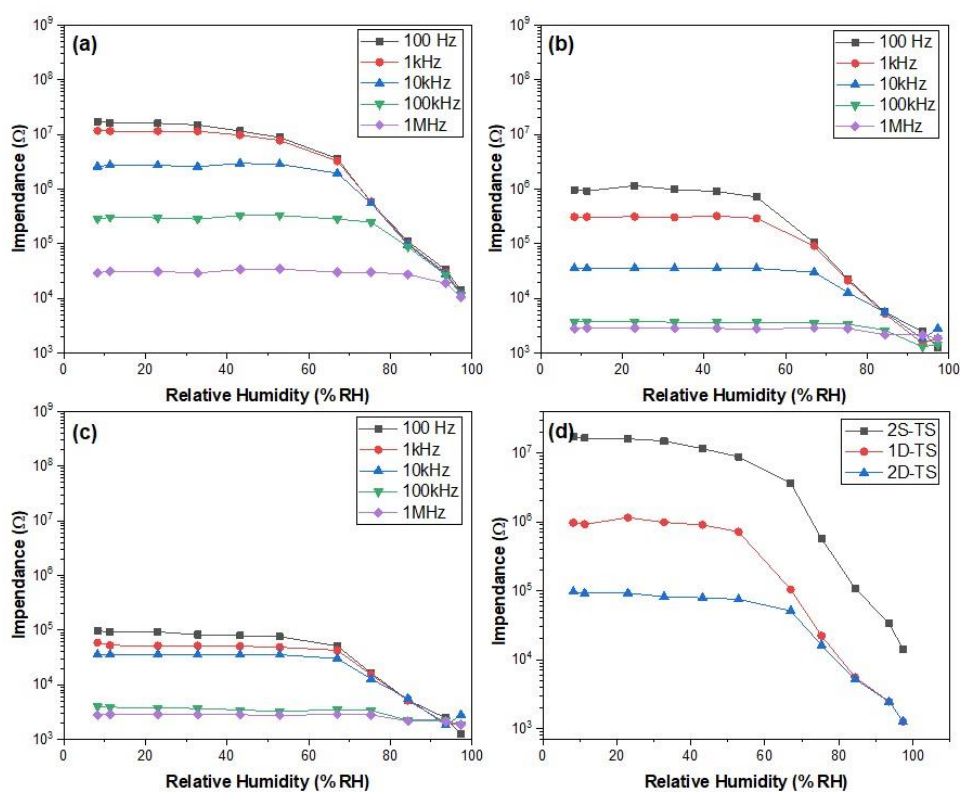 (a)
100 Hz
1kHz
10kHz
100kHz
1MHz
10⁹
10⁸
10⁷
10⁶
10⁵
10⁴
10³
Impendance (Ω)
0 20 40 60 80 100
Relative Humidity (% RH)
(b)
100 Hz
1kHz
10kHz
100kHz
1MHz
10⁹
10⁸
10⁷
10⁶
10⁵
10⁴
10³
Impendance (Ω)
0 20 40 60 80 100
Relative Humidity (% RH)
(c)
100 Hz
1kHz
10kHz
100kHz
1MHz
10⁹
10⁸
10⁷
10⁶
10⁵
10⁴
10³
Impendance (Ω)
0 20 40 60 80 100
Relative Humidity (% RH)
(d)
2S-TS
1D-TS
2D-TS
10⁷
10⁶
10⁵
10⁴
10³
Impendance (Ω)
0 20 40 60 80 100
Relative Humidity (% RH)